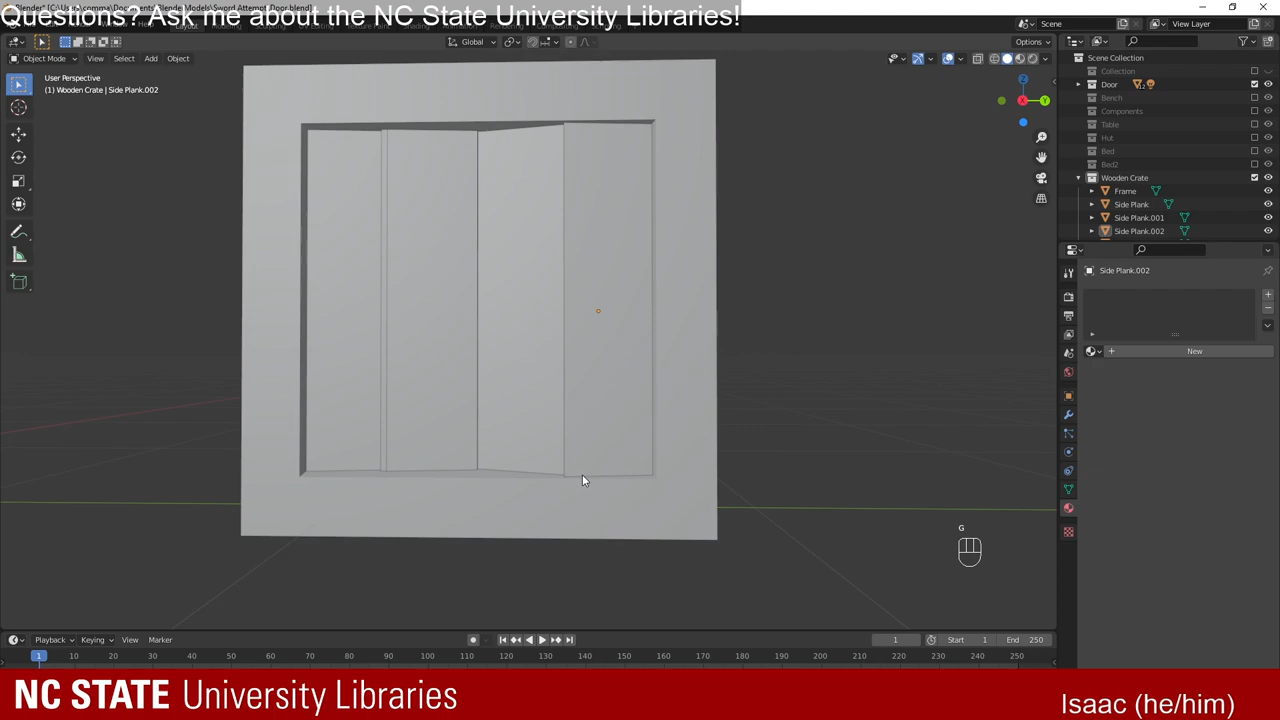 Questions? Ask me about the NC State University Libraries!
Scene
View Layer
Global
Options
Object Mode
View
Select
Add
Object
User Perspective
(1) Wooden Crate | Side Plank.002
Scene Collection
Collection
Door
12
Bench
Components
Table
Hut
Bed
Bed2
Wooden Crate
Frame
Side Plank
Side Plank.001
Side Plank.002
Side Plank.002
New
Z
Y
X
G
Playback
Keying
View
Marker
1
Start
1
End
250
1
10
20
30
40
50
60
70
80
90
100
110
120
130
140
150
160
170
180
190
200
210
220
230
240
250
NC STATE University Libraries
Isaac (he/him)